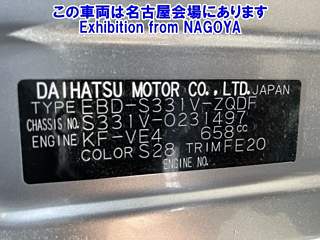 この車両は名古屋会場にあります
Exhibition from NAGOYA
DAIHATSU MOTOR CO.,LTD. JAPAN
TYPE EBD-S331V-ZQDF
CHASSIS NO. S331V-0231497
ENGINE KF-VE4 658cc
COLOR S28 TRIM FE20
ENGINE NO.